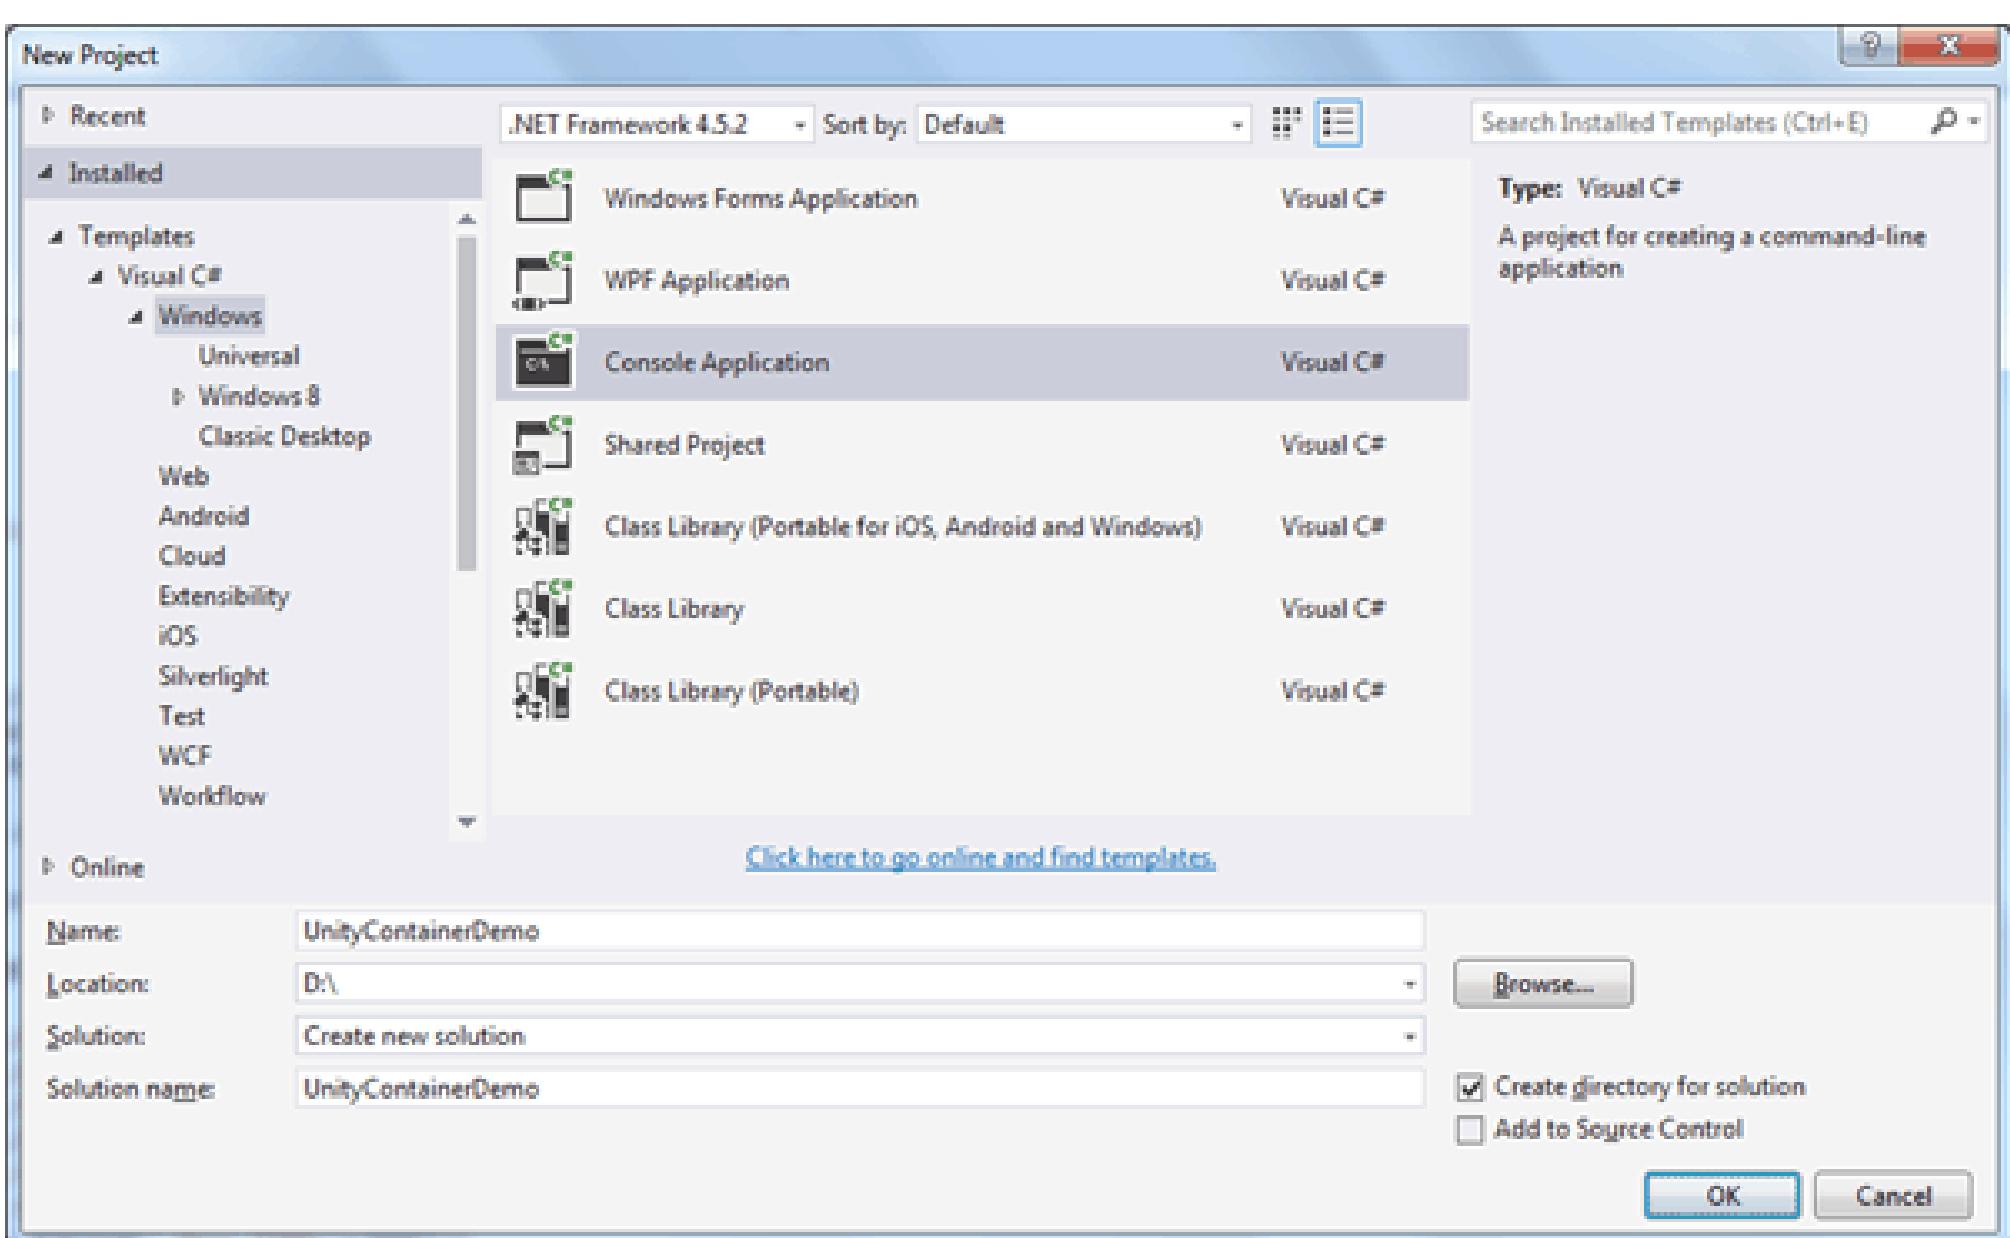 New Project
Recent
Installed
Templates
Visual C#
Windows
Universal
Windows 8
Classic Desktop
Web
Android
Cloud
Extensibility
iOS
Silverlight
Test
WCF
Workflow
Online
.NET Framework 4.5.2 Sort by: Default
Windows Forms Application Visual C#
WPF Application Visual C#
Console Application Visual C#
Shared Project Visual C#
Class Library (Portable for iOS, Android and Windows) Visual C#
Class Library Visual C#
Class Library (Portable) Visual C#
Click here to go online and find templates.
Search Installed Templates (Ctrl+E)
Type: Visual C#
A project for creating a command-line
application
Name: UnityContainerDemo
Location: D:\
Browse...
Solution: Create new solution
Solution name: UnityContainerDemo
Create directory for solution
Add to Source Control
OK Cancel